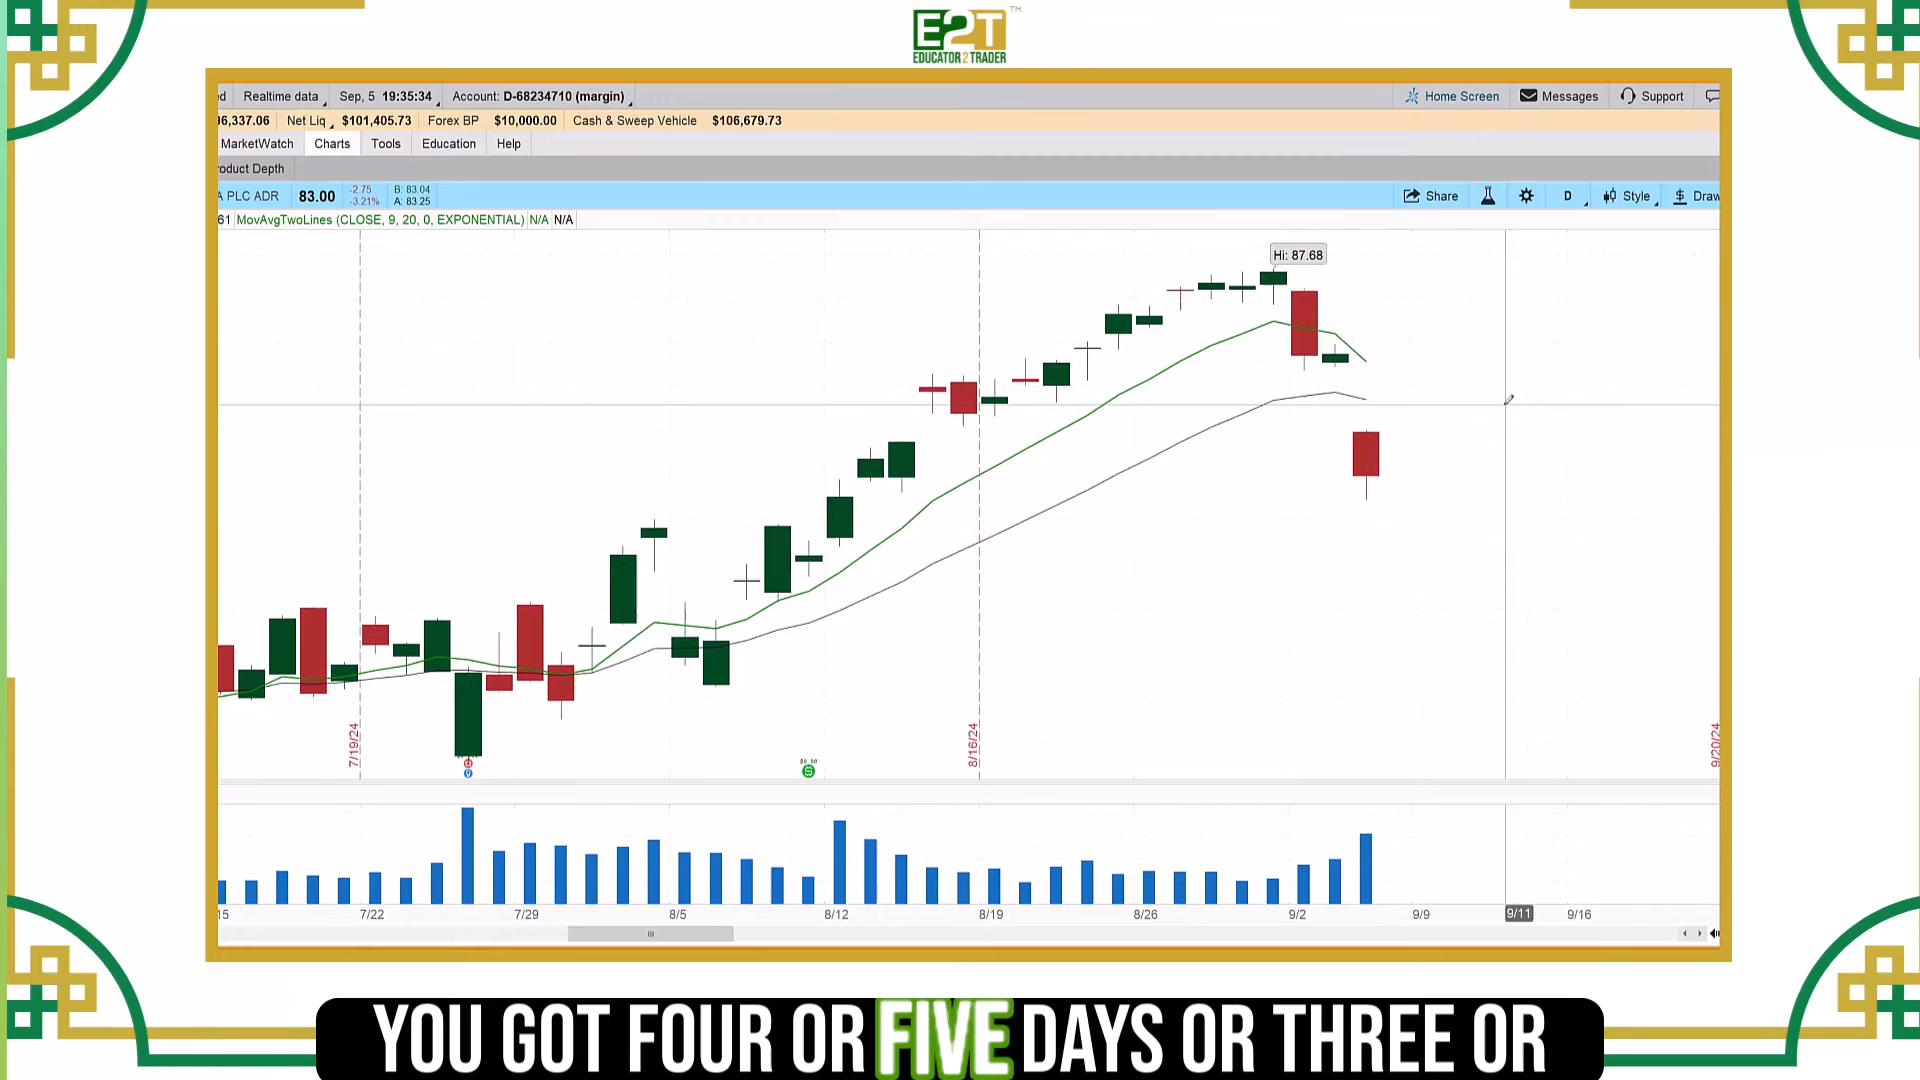 E2T TM
EDUCATOR2TRADER
ed Realtime data Sep, 5 19:35:34 Account: D-68234710 (margin) Home Screen Messages Support
96,337.06 Net Liq $101,405.73 Forex BP $10,000.00 Cash & Sweep Vehicle $106,679.73
MarketWatch Charts Tools Education Help
roduct Depth
A PLC ADR 83.00 -2.75 B: 83.04 Share D Style Draw
-3.21% A: 83.25
61 MovAvgTwoLines (CLOSE, 9, 20, 0, EXPONENTIAL) N/A N/A
Hi: 87.68
7/19/24
8/16/24
9/20/24
15 7/22 7/29 8/5 8/12 8/19 8/26 9/2 9/9 9/11 9/16
YOU GOT FOUR OR FIVE DAYS OR THREE OR